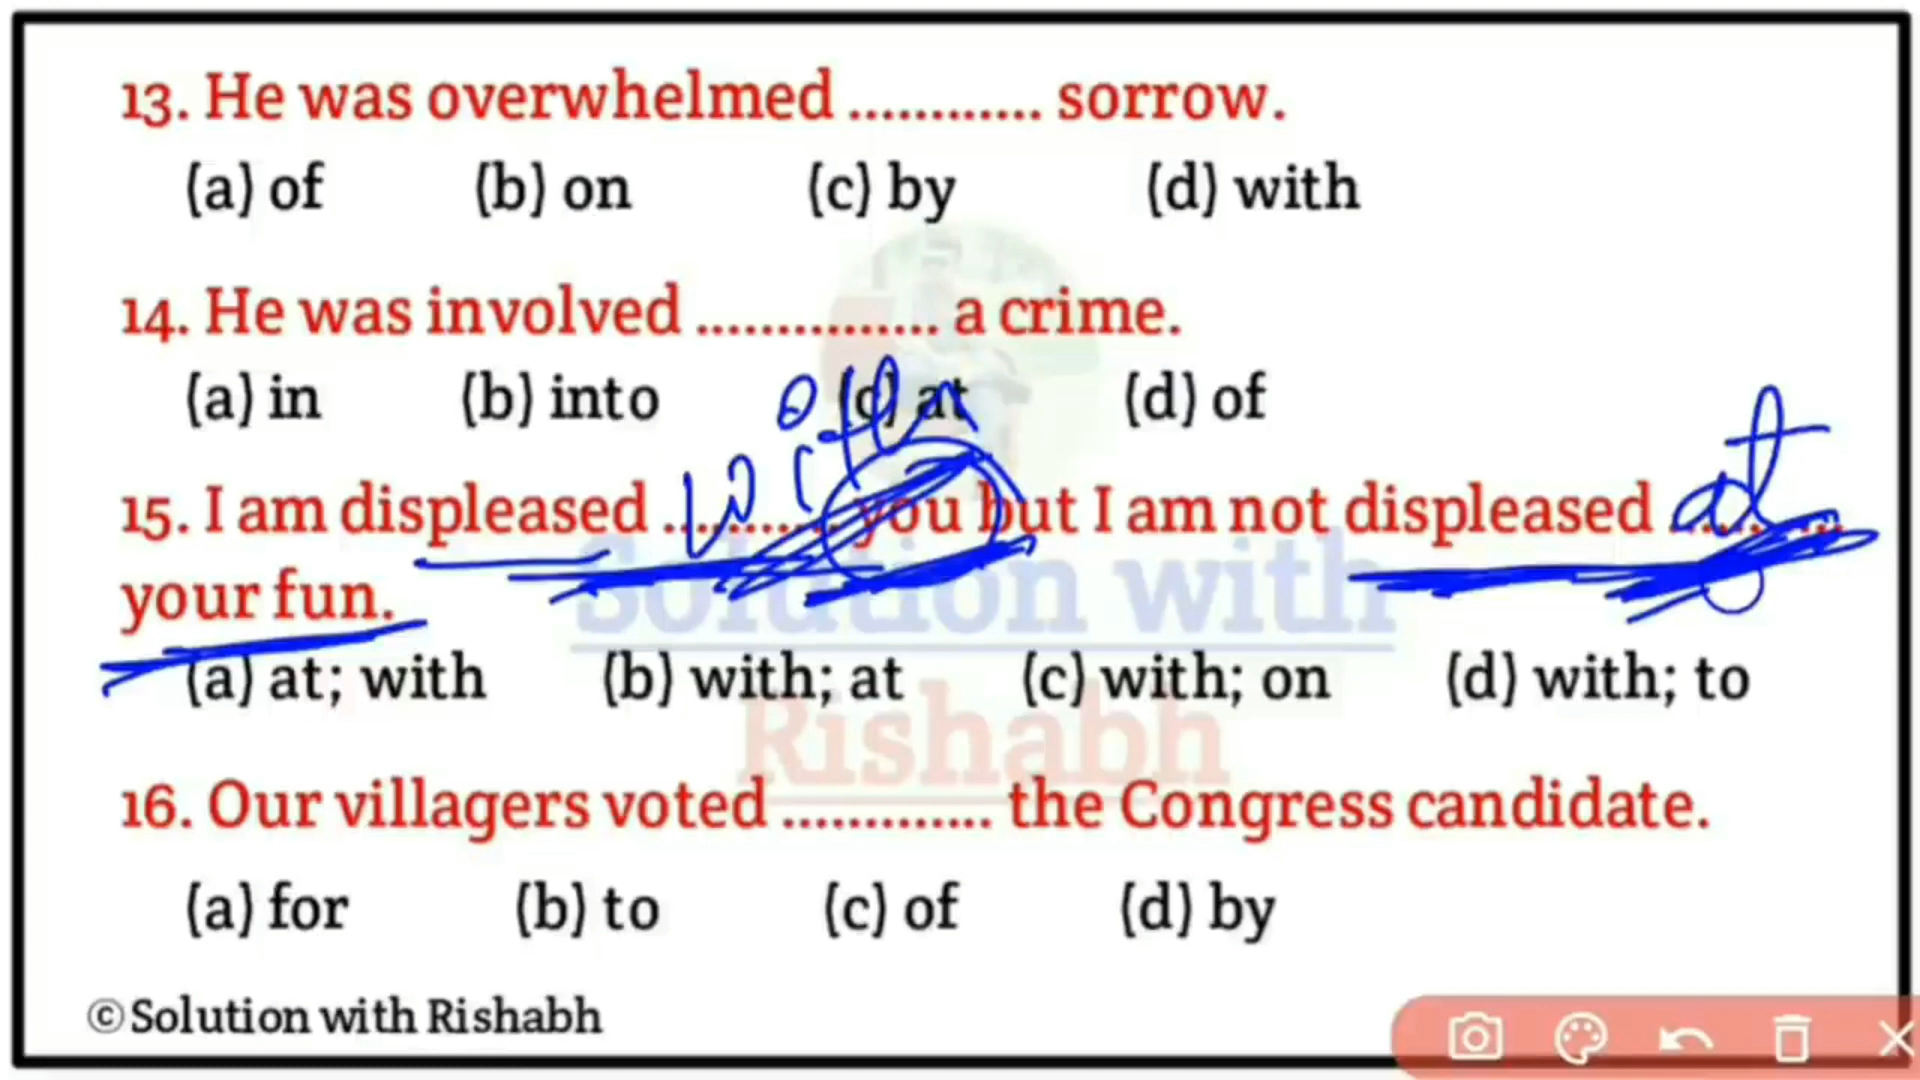 13. He was overwhelmed ............ sorrow.
(a) of (b) on (c) by (d) with
14. He was involved ............... a crime.
(a) in (b) into (c) at (d) of
with at
15. I am displeased ........... you but I am not displeased ...........
your fun.
Solution with
(a) at; with (b) with; at (c) with; on (d) with; to
Rishabh
16. Our villagers voted ............. the Congress candidate.
(a) for (b) to (c) of (d) by
©Solution with Rishabh